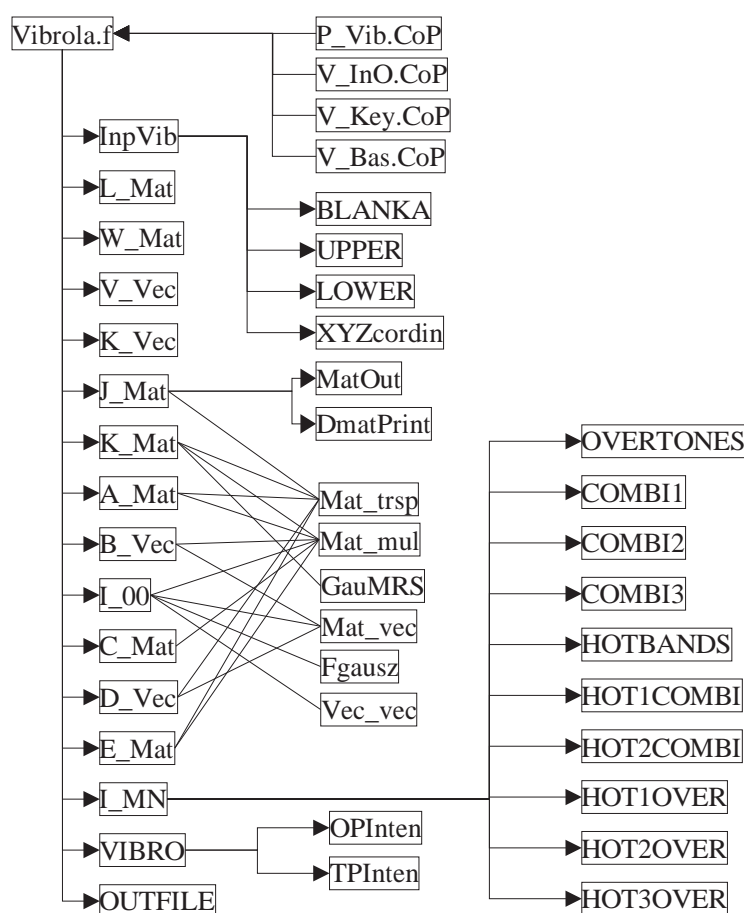 Vibrola.f
P_Vib.CoP
V_InO.CoP
V_Key.CoP
V_Bas.CoP
InpVib
L_Mat
W_Mat
V_Vec
K_Vec
J_Mat
K_Mat
A_Mat
B_Vec
I_00
C_Mat
D_Vec
E_Mat
I_MN
VIBRO
OUTFILE
BLANKA
UPPER
LOWER
XYZcordin
MatOut
DmatPrint
Mat_trsp
Mat_mul
GauMRS
Mat_vec
Fgausz
Vec_vec
OPInten
TPInten
OVERTONES
COMBI1
COMBI2
COMBI3
HOTBANDS
HOT1COMBI
HOT2COMBI
HOT1OVER
HOT2OVER
HOT3OVER